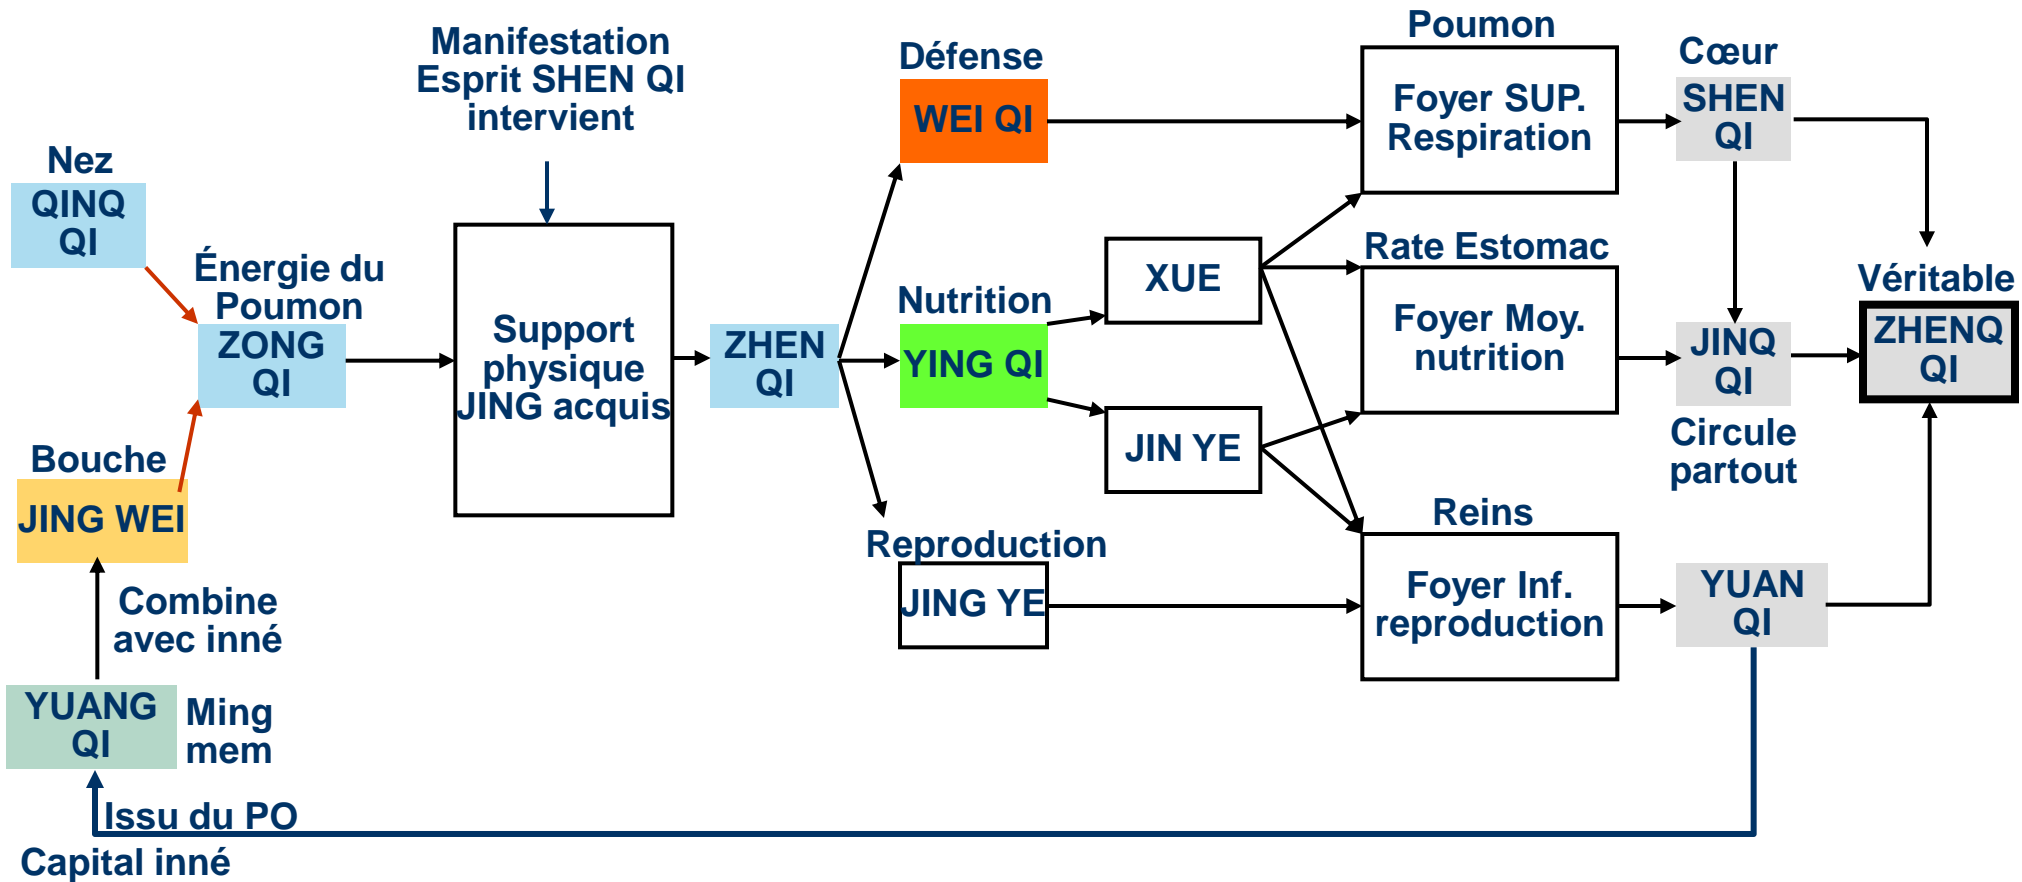 Nez
QINQ
QI
Énergie du
Poumon
ZONG
QI
Bouche
JING WEI
Combine
avec inné
YUANG
QI
Ming
mem
Issu du PO
Capital inné
Manifestation
Esprit SHEN QI
intervient
Support
physique
JING acquis
ZHEN
QI
Défense
WEI QI
Nutrition
YING QI
Reproduction
JING YE
XUE
JIN YE
Poumon
Foyer SUP.
Respiration
Rate Estomac
Foyer Moy.
nutrition
Reins
Foyer Inf.
reproduction
Cœur
SHEN
QI
JINQ
QI
Circule
partout
YUAN
QI
Véritable
ZHENQ
QI